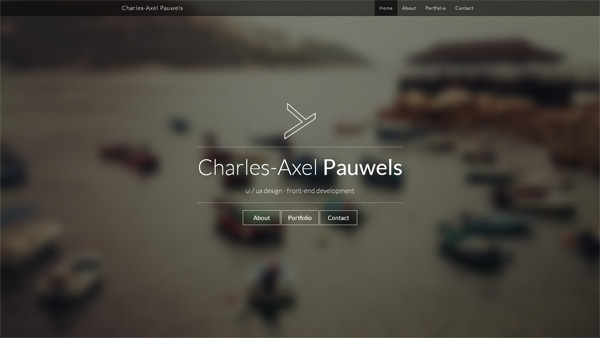 Charles-Axel Pauwels
Home About Portfolio Contact
Charles-Axel Pauwels
ui / ux design - front-end development
About Portfolio Contact